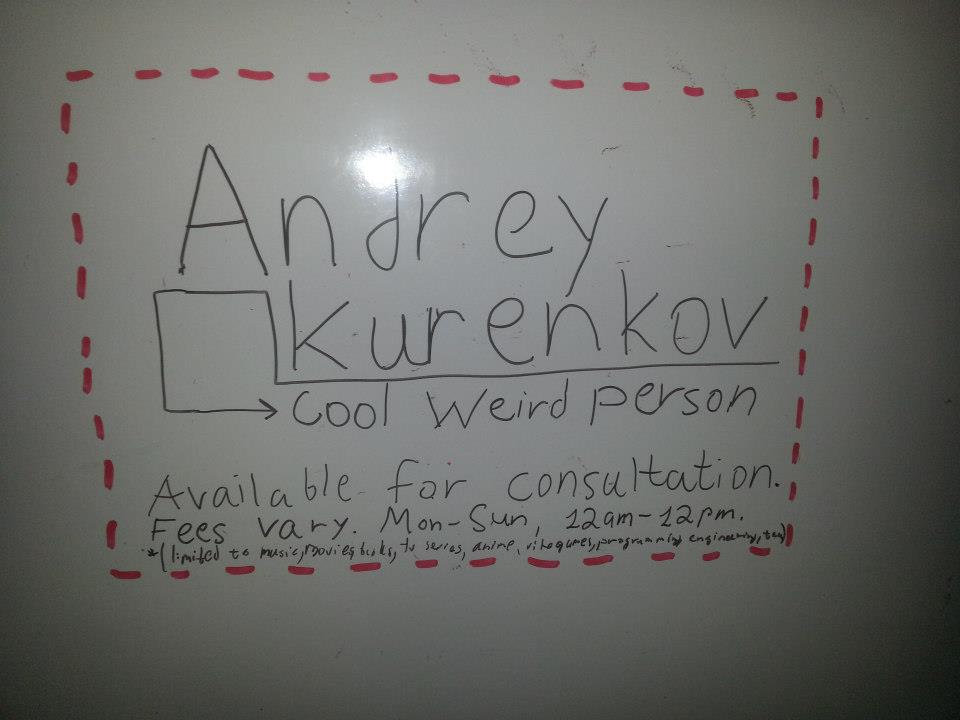 Andrey
Kurenkov
Cool Weird person
Available for consultation.
Fees vary. Mon-Sun, 12am-12pm.
*(limited to music, movies, books, tv series, anime, videogames, programming, engineering, tea)